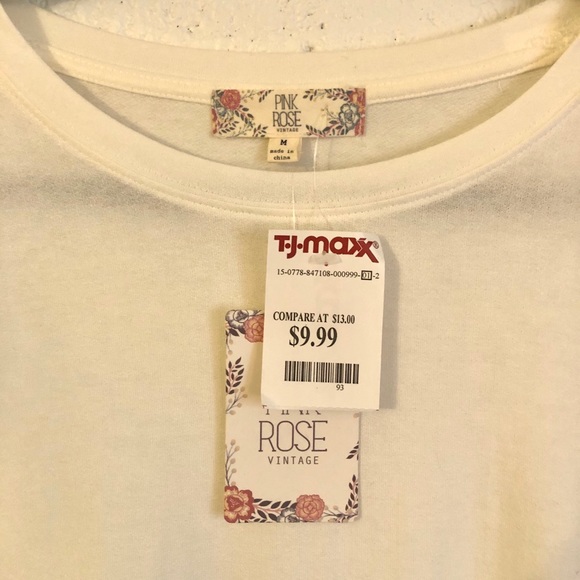 PINK
ROSE
VINTAGE
M
made in
china
T·J·maxx®
15-0778-847108-000999-01-2
COMPARE AT $13.00
$9.99
93
PINK
ROSE
VINTAGE